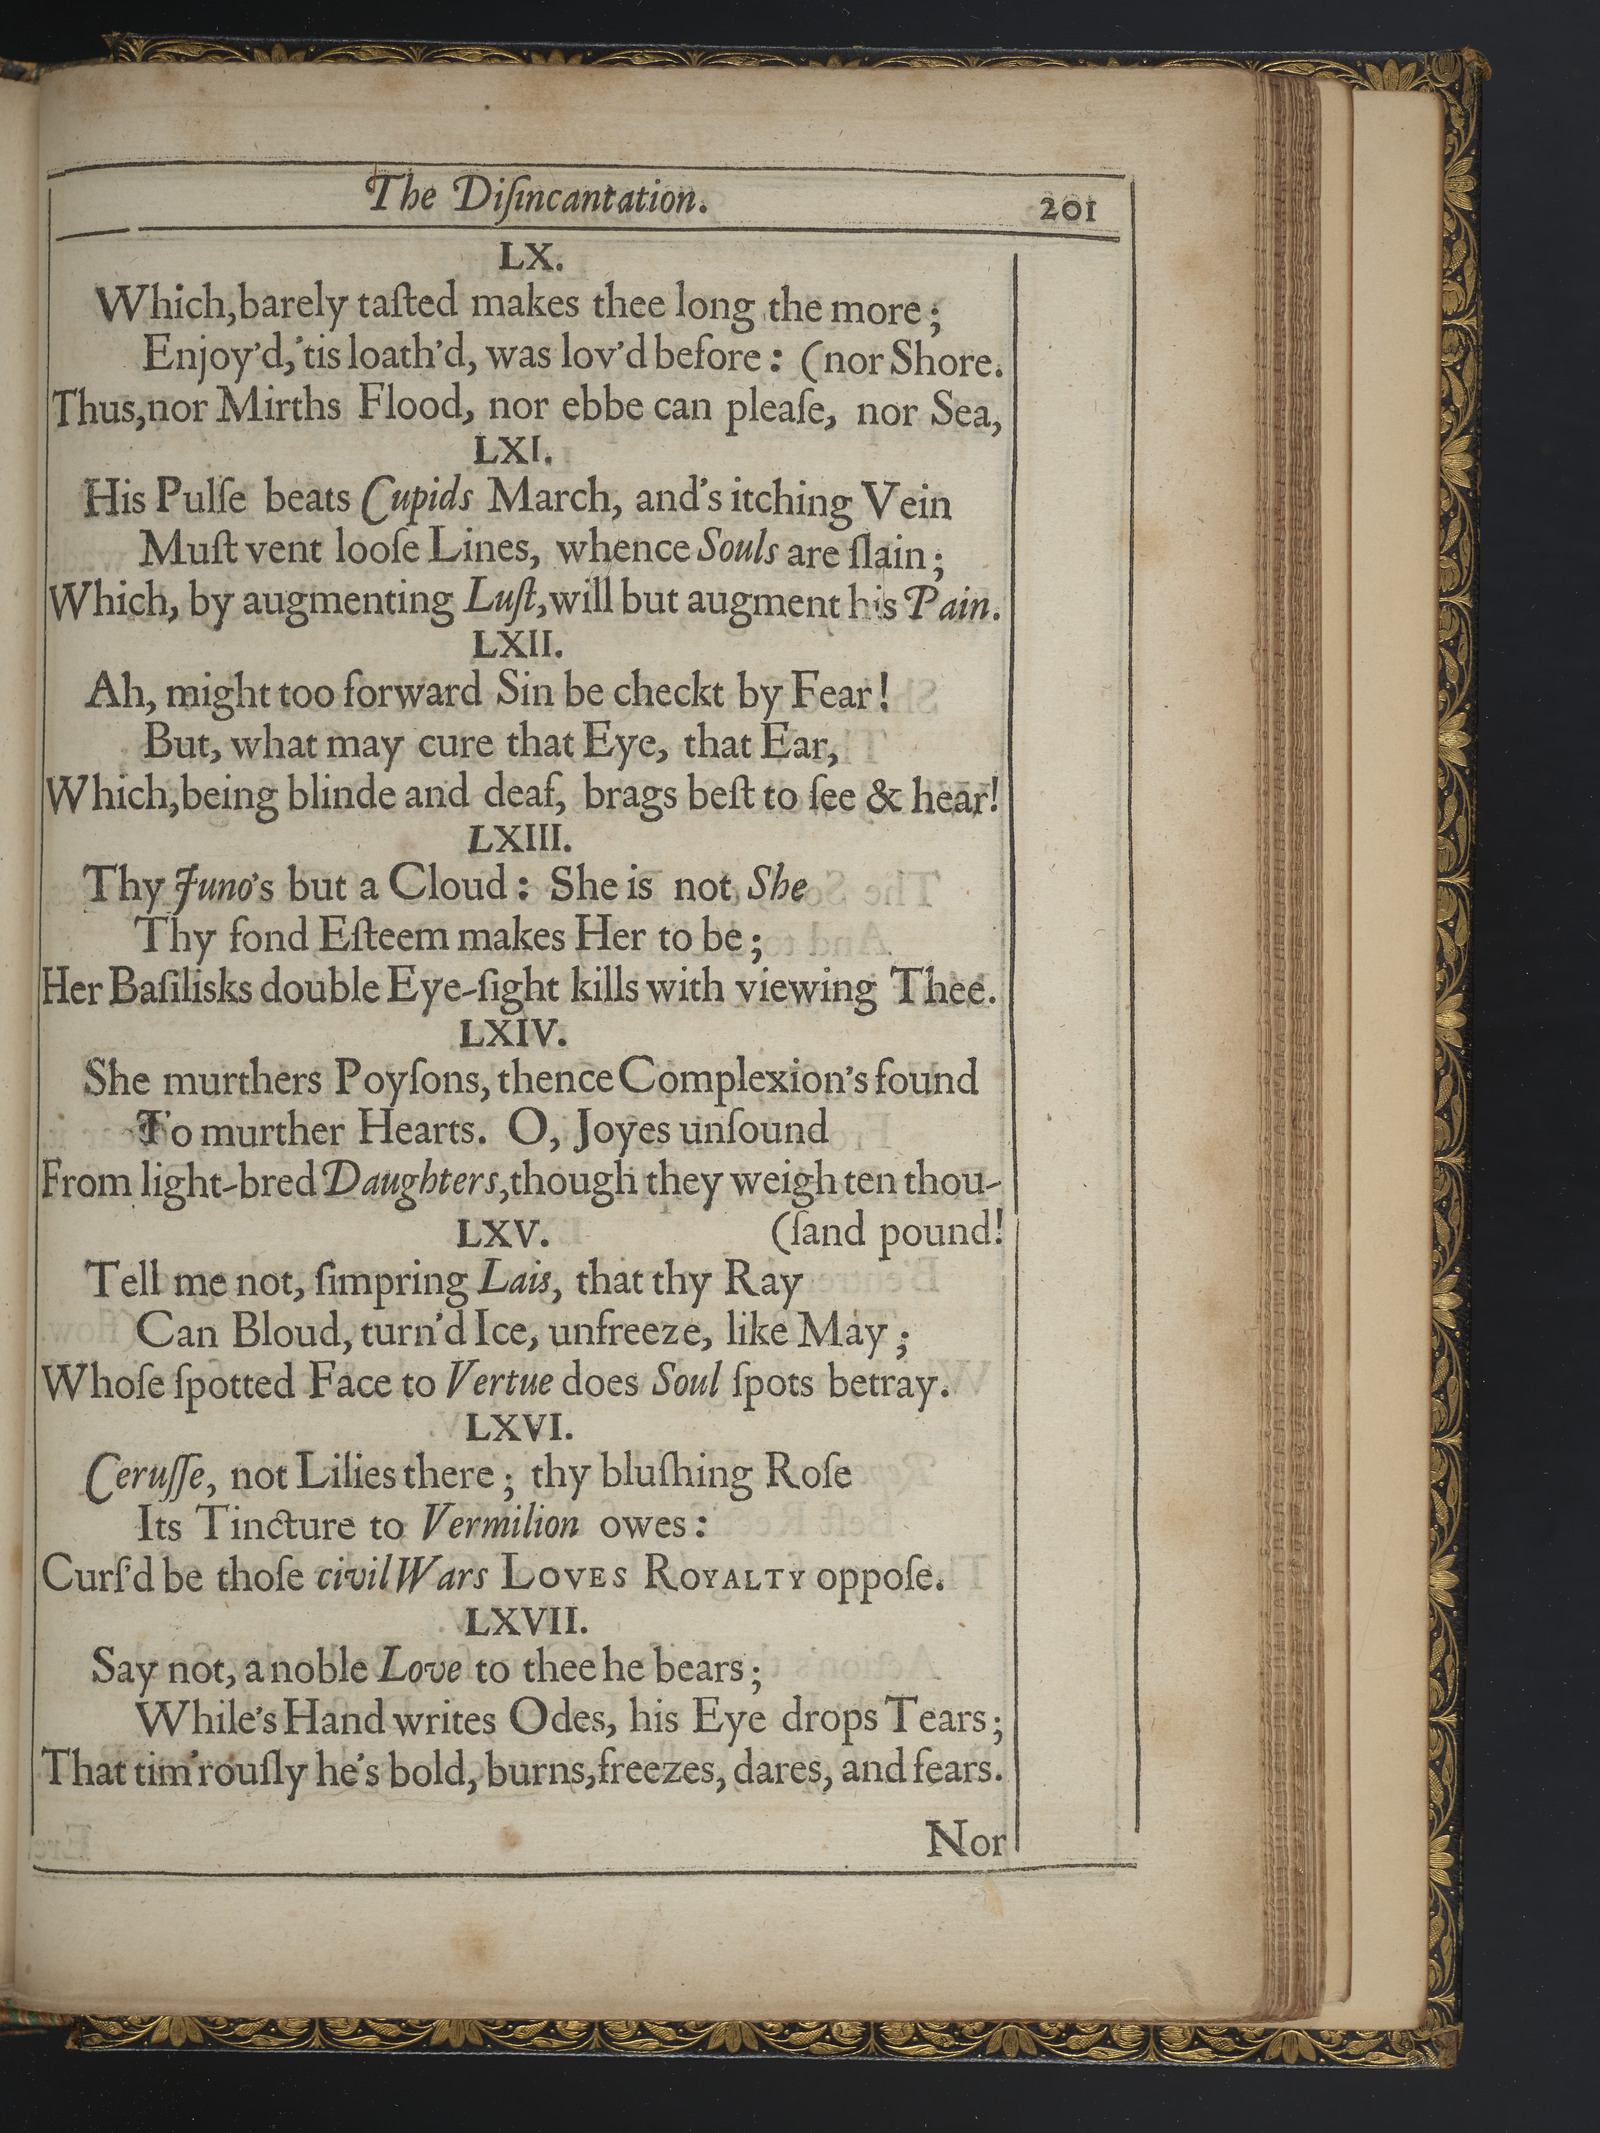 The Diſincantation.
201
LX.
Which,barely taſted makes thee long the more;
Enjoy'd,'tis loath'd, was lov'd before: (nor Shore.
Thus,nor Mirths Flood, nor ebbe can pleaſe, nor Sea,
LXI.
His Pulſe beats Cupids March, and's itching Vein
Muſt vent looſe Lines, whence Souls are ſlain;
Which, by augmenting Luſt,will but augment his Pain.
LXII.
Ah, might too forward Sin be checkt by Fear!
But, what may cure that Eye, that Ear,
Which,being blinde and deaf, brags beſt to ſee & hear!
LXIII.
Thy Juno's but a Cloud: She is not She
Thy fond Eſteem makes Her to be;
Her Baſilisks double Eye-ſight kills with viewing Thee.
LXIV.
She murthers Poyſons, thence Complexion's found
To murther Hearts. O, Joyes unſound
From light-bred Daughters,though they weigh ten thou-
LXV. (ſand pound!
Tell me not, ſimpring Lais, that thy Ray
Can Bloud, turn'd Ice, unfreeze, like May;
Whoſe ſpotted Face to Vertue does Soul ſpots betray.
LXVI.
Ceruſſe, not Lilies there; thy bluſhing Roſe
Its Tincture to Vermilion owes:
Curſ'd be thoſe civil Wars LOVES ROYALTY oppoſe.
LXVII.
Say not, a noble Love to thee he bears;
While's Hand writes Odes, his Eye drops Tears;
That tim'rouſly he's bold, burns,freezes, dares, and fears.
Nor